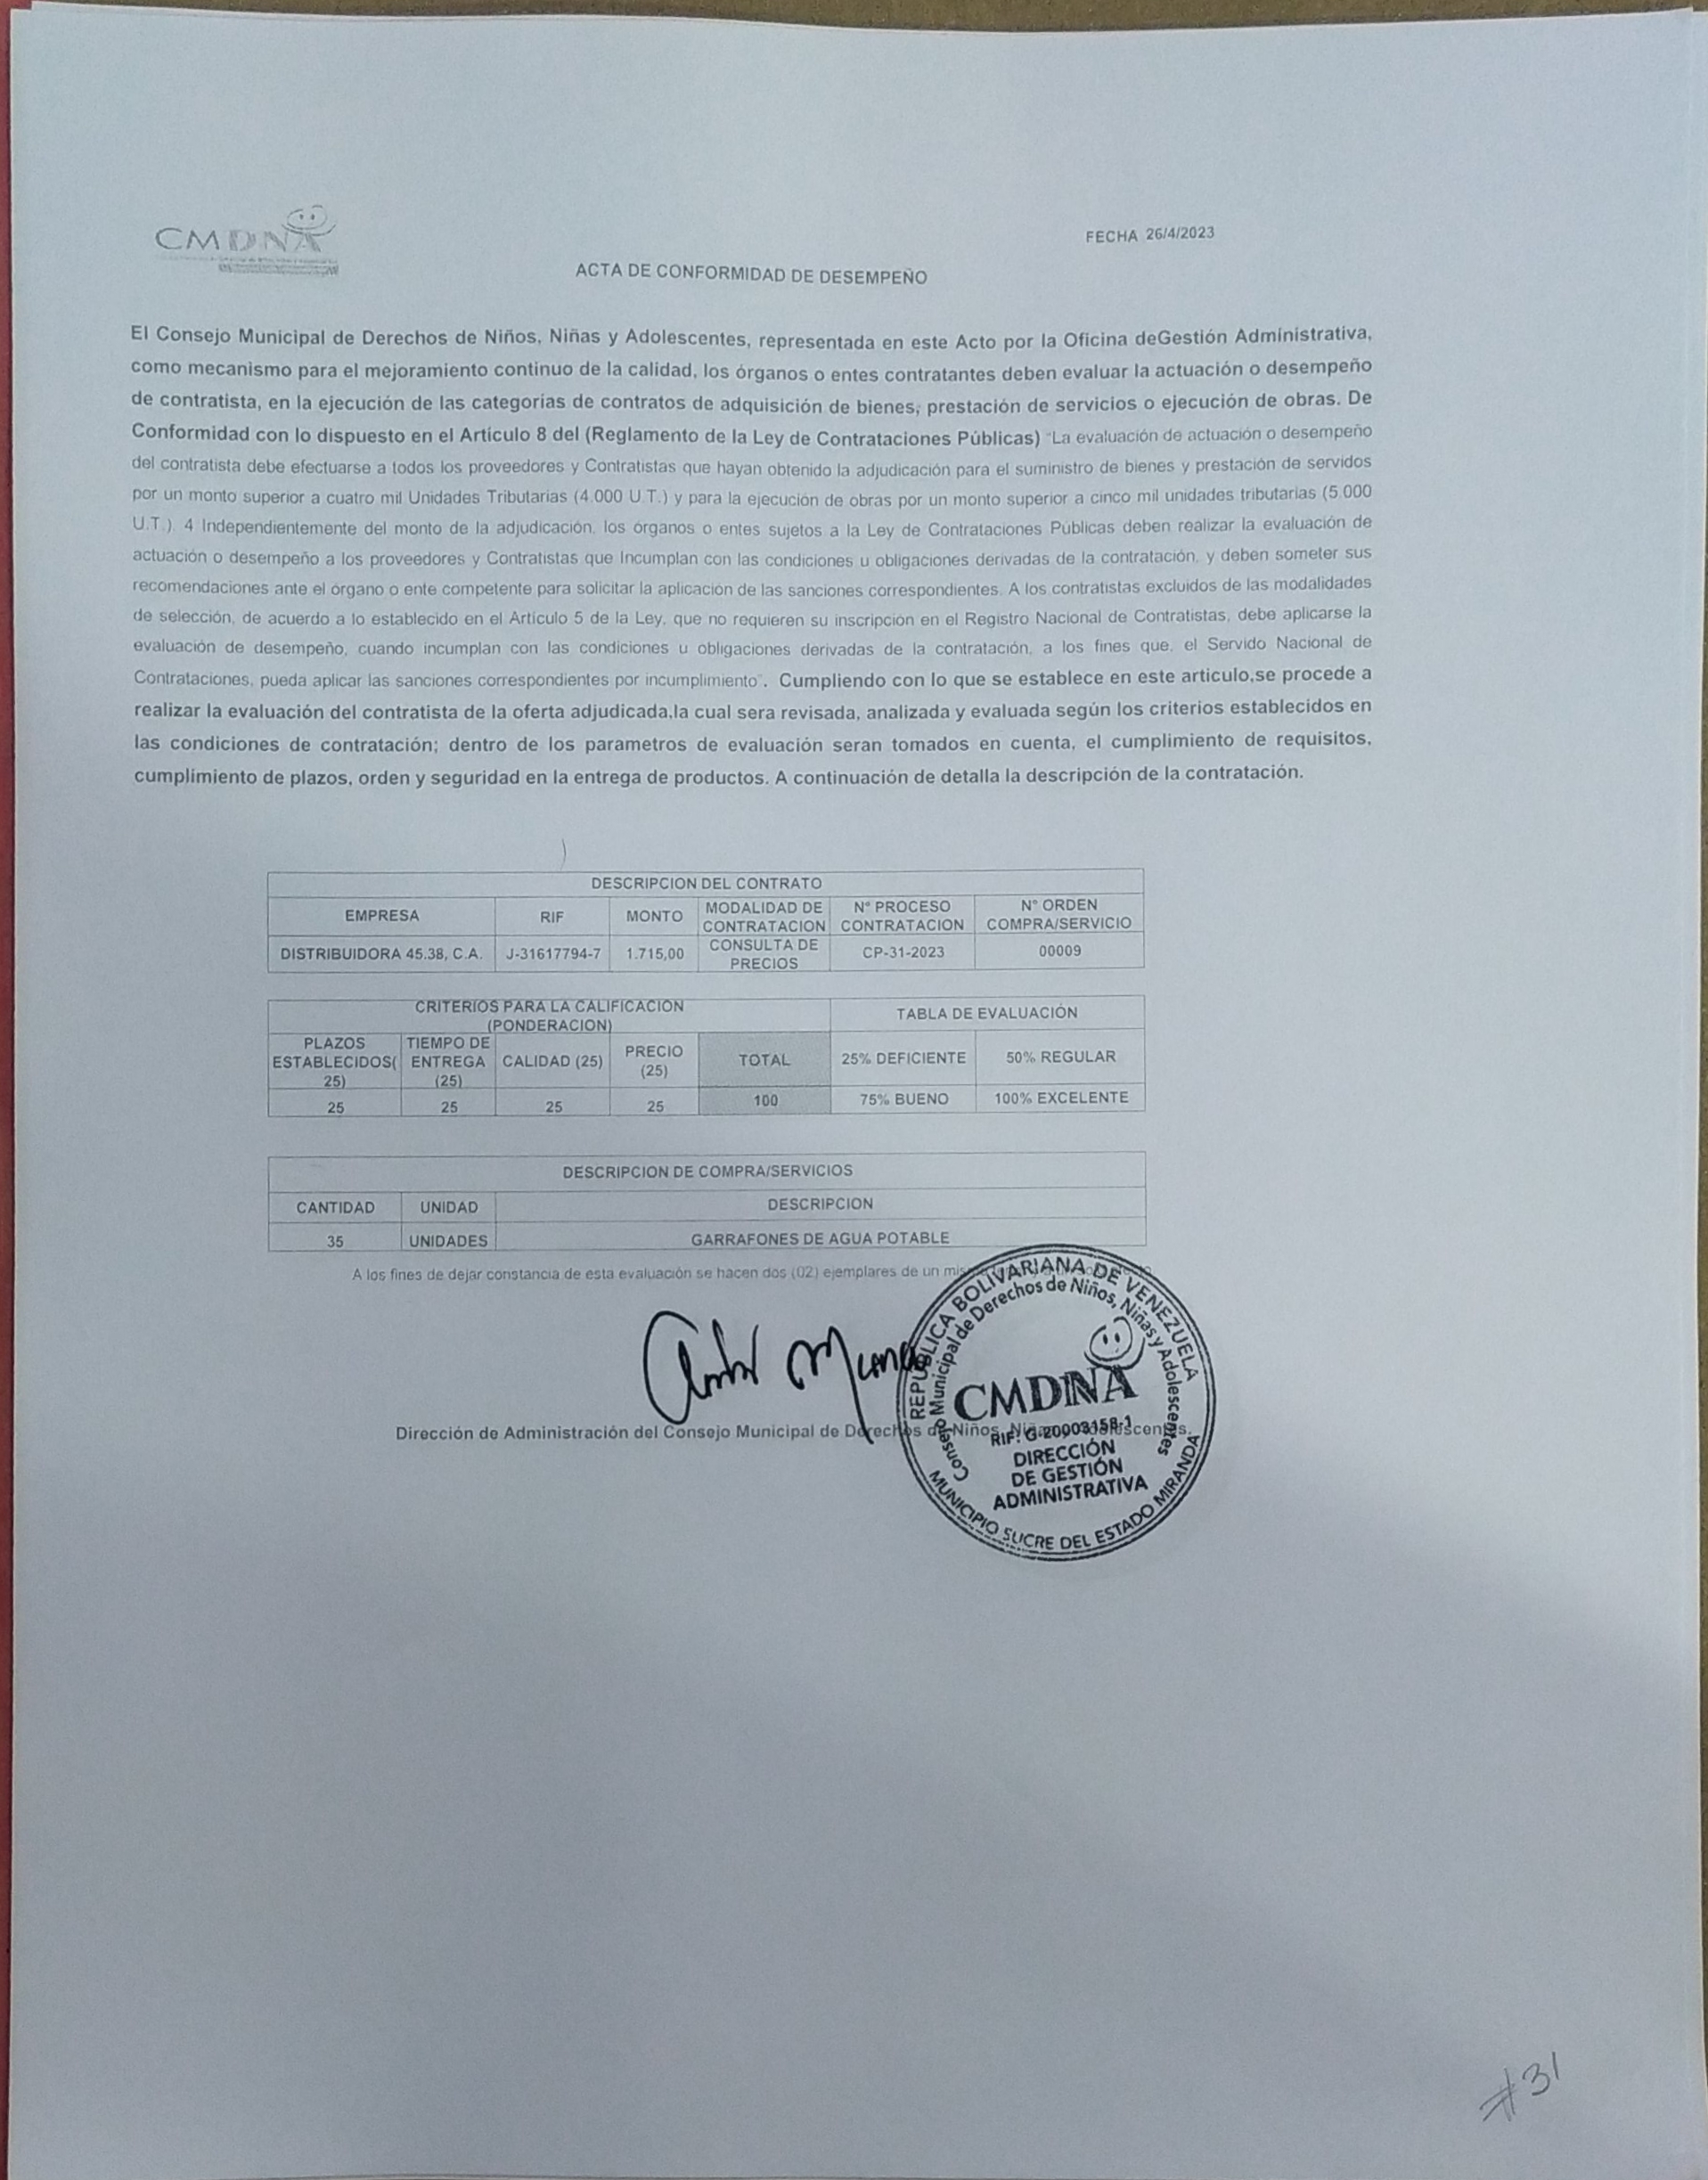 CMDNA
FECHA 26/4/2023
ACTA DE CONFORMIDAD DE DESEMPEÑO
El Consejo Municipal de Derechos de Niños, Niñas y Adolescentes, representada en este Acto por la Oficina deGestión Administrativa,
como mecanismo para el mejoramiento continuo de la calidad, los órganos o entes contratantes deben evaluar la actuación o desempeño
de contratista, en la ejecución de las categorías de contratos de adquisición de bienes, prestación de servicios o ejecución de obras. De
Conformidad con lo dispuesto en el Artículo 8 del (Reglamento de la Ley de Contrataciones Públicas) "La evaluación de actuación o desempeño
del contratista debe efectuarse a todos los proveedores y Contratistas que hayan obtenido la adjudicación para el suministro de bienes y prestación de servidos
por un monto superior a cuatro mil Unidades Tributarias (4.000 U.T.) y para la ejecución de obras por un monto superior a cinco mil unidades tributarias (5.000
U.T.). 4 Independientemente del monto de la adjudicación, los órganos o entes sujetos a la Ley de Contrataciones Públicas deben realizar la evaluación de
actuación o desempeño a los proveedores y Contratistas que Incumplan con las condiciones u obligaciones derivadas de la contratación, y deben someter sus
recomendaciones ante el órgano o ente competente para solicitar la aplicación de las sanciones correspondientes. A los contratistas excluidos de las modalidades
de selección, de acuerdo a lo establecido en el Artículo 5 de la Ley, que no requieren su inscripción en el Registro Nacional de Contratistas, debe aplicarse la
evaluación de desempeño, cuando incumplan con las condiciones u obligaciones derivadas de la contratación, a los fines que, el Servido Nacional de
Contrataciones, pueda aplicar las sanciones correspondientes por incumplimiento". Cumpliendo con lo que se establece en este articulo,se procede a
realizar la evaluación del contratista de la oferta adjudicada,la cual sera revisada, analizada y evaluada según los criterios establecidos en
las condiciones de contratación; dentro de los parametros de evaluación seran tomados en cuenta, el cumplimiento de requisitos,
cumplimiento de plazos, orden y seguridad en la entrega de productos. A continuación de detalla la descripción de la contratación.
DESCRIPCION DEL CONTRATO
EMPRESA RIF MONTO MODALIDAD DE CONTRATACION N° PROCESO CONTRATACION N° ORDEN COMPRA/SERVICIO
DISTRIBUIDORA 45.38, C.A. J-31617794-7 1.715,00 CONSULTA DE PRECIOS CP-31-2023 00009
CRITERIOS PARA LA CALIFICACION (PONDERACION) TABLA DE EVALUACIÓN
PLAZOS ESTABLECIDOS( 25) TIEMPO DE ENTREGA (25) CALIDAD (25) PRECIO (25) TOTAL 25% DEFICIENTE 50% REGULAR
25 25 25 25 100 75% BUENO 100% EXCELENTE
DESCRIPCION DE COMPRA/SERVICIOS
CANTIDAD UNIDAD DESCRIPCION
35 UNIDADES GARRAFONES DE AGUA POTABLE
A los fines de dejar constancia de esta evaluación se hacen dos (02) ejemplares de un
Dirección de Administración del Consejo Municipal de Derechos de Niños, Niñas y Adolescentes.
REPÚBLICA BOLIVARIANA DE VENEZUELA
Consejo Municipal de Derechos de Niños, Niñas y Adolescentes
CMDNA
RIF: G-20003158-1
DIRECCIÓN
DE GESTIÓN
ADMINISTRATIVA
MUNICIPIO SUCRE DEL ESTADO MIRANDA
#31